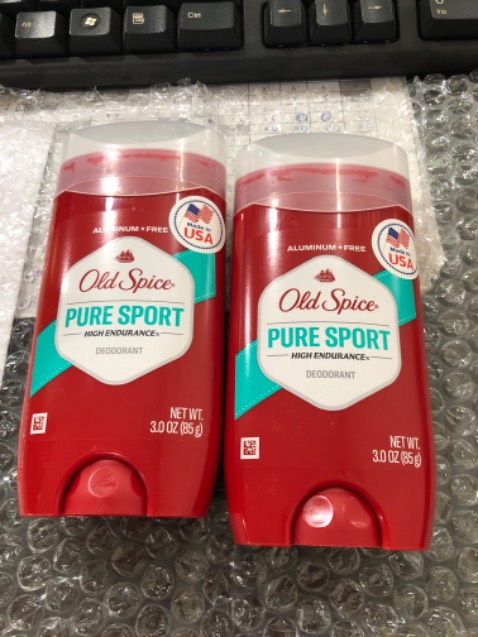 Ctrl
ALUMINUM • FREE
Made in
USA
Old Spice®
PURE SPORT
HIGH ENDURANCE®
DEODORANT
NET WT.
3.0 OZ (85 g)
ALUMINUM • FREE
Made in
USA
Old Spice®
PURE SPORT
HIGH ENDURANCE®
DEODORANT
NET WT.
3.0 OZ (85 g)